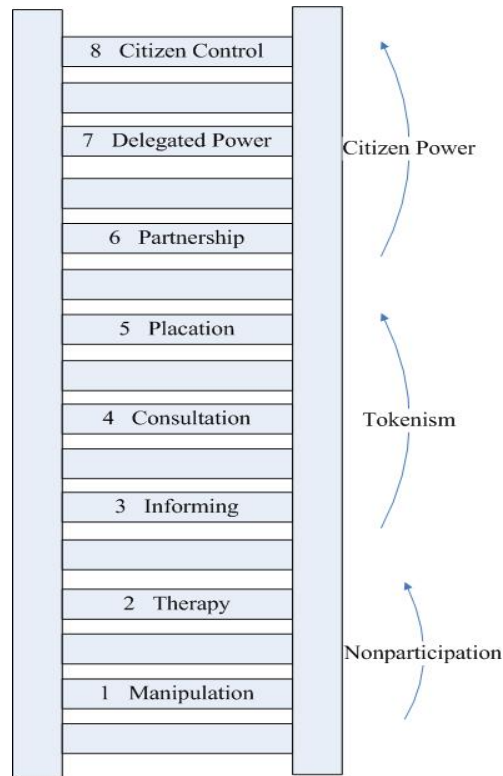 8 Citizen Control
7 Delegated Power
Citizen Power
6 Partnership
5 Placation
4 Consultation
Tokenism
3 Informing
2 Therapy
Nonparticipation
1 Manipulation